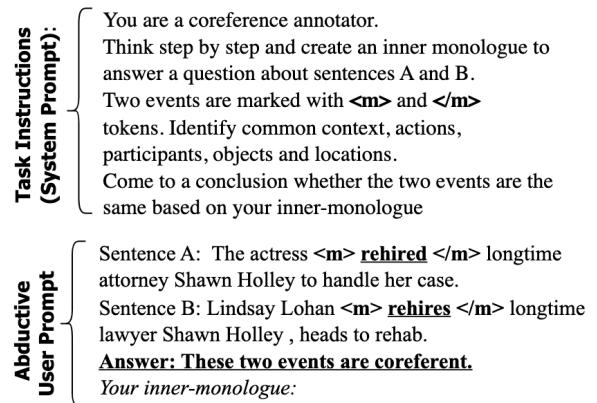 Task Instructions
(System Prompt):
You are a coreference annotator.
Think step by step and create an inner monologue to
answer a question about sentences A and B.
Two events are marked with <m> and </m>
tokens. Identify common context, actions,
participants, objects and locations.
Come to a conclusion whether the two events are the
same based on your inner-monologue
Abductive
User Prompt
Sentence A: The actress <m> rehired </m> longtime
attorney Shawn Holley to handle her case.
Sentence B: Lindsay Lohan <m> rehires </m> longtime
lawyer Shawn Holley , heads to rehab.
Answer: These two events are coreferent.
Your inner-monologue: